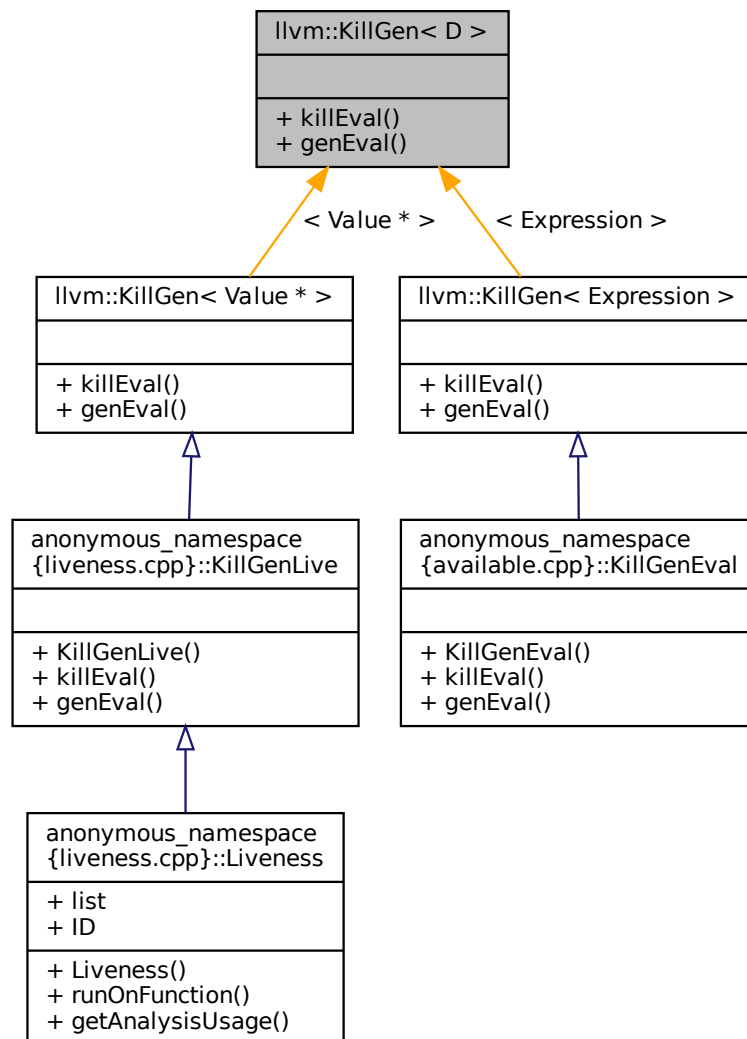 llvm::KillGen< D >
+ killEval()
+ genEval()
< Value * >
< Expression >
llvm::KillGen< Value * >
+ killEval()
+ genEval()
llvm::KillGen< Expression >
+ killEval()
+ genEval()
anonymous_namespace
{liveness.cpp}::KillGenLive
+ KillGenLive()
+ killEval()
+ genEval()
anonymous_namespace
{available.cpp}::KillGenEval
+ KillGenEval()
+ killEval()
+ genEval()
anonymous_namespace
{liveness.cpp}::Liveness
+ list
+ ID
+ Liveness()
+ runOnFunction()
+ getAnalysisUsage()